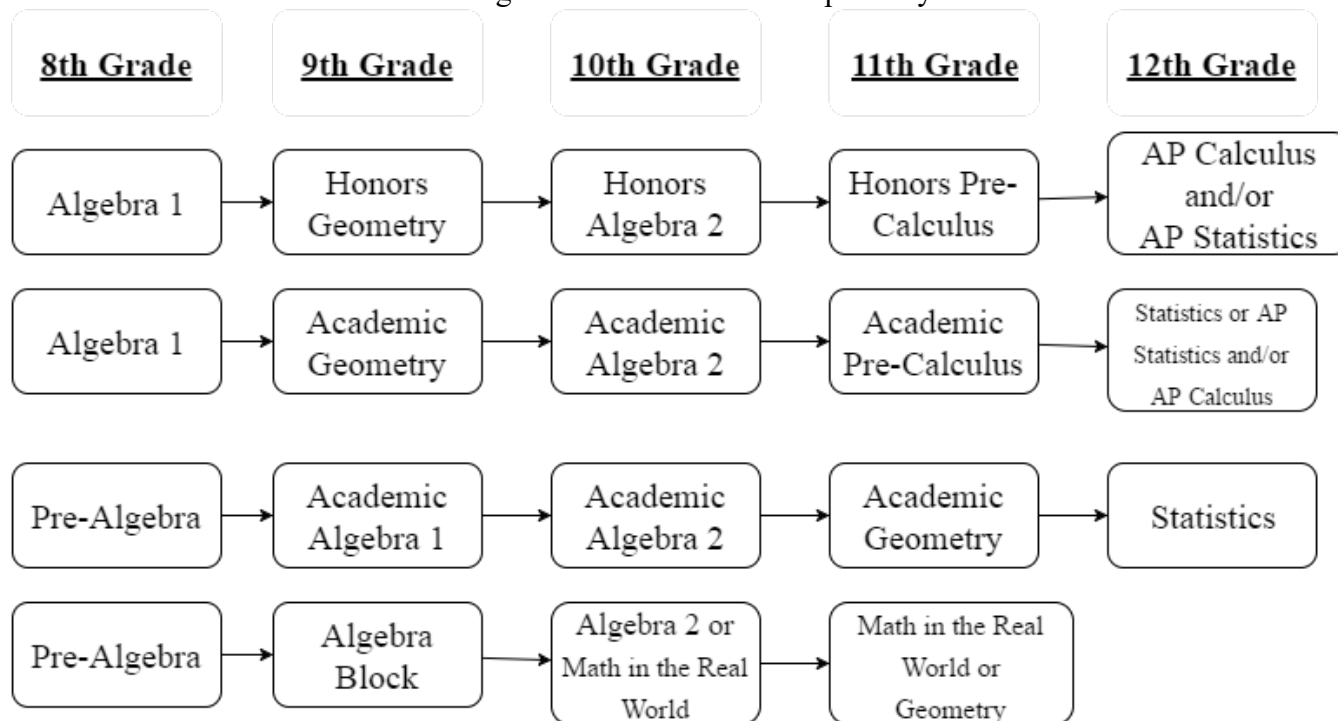 8th Grade 9th Grade 10th Grade 11th Grade 12th Grade
Algebra 1
Honors
Geometry
Honors
Algebra 2
Honors Pre-
Calculus
AP Calculus
and/or
AP Statistics
Algebra 1
Academic
Geometry
Academic
Algebra 2
Academic
Pre-Calculus
Statistics or AP
Statistics and/or
AP Calculus
Pre-Algebra
Academic
Algebra 1
Academic
Algebra 2
Academic
Geometry
Statistics
Pre-Algebra
Algebra
Block
Algebra 2 or
Math in the Real
World
Math in the Real
World or
Geometry